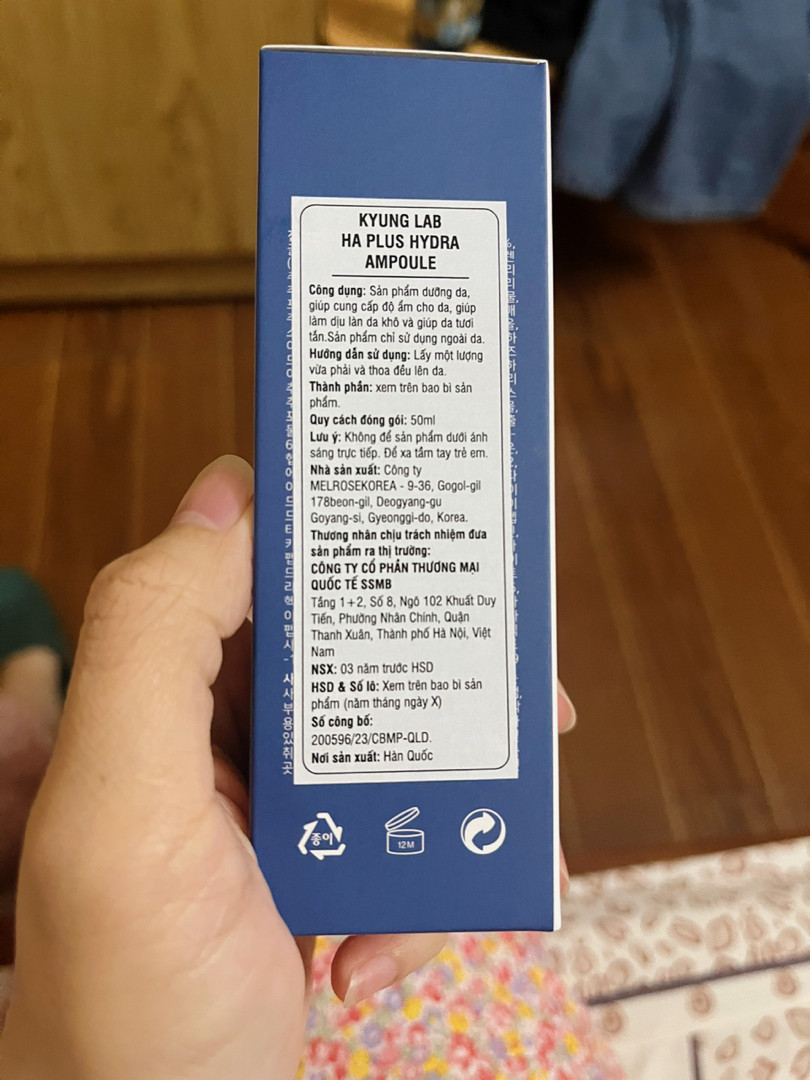 KYUNG LAB
HA PLUS HYDRA
AMPOULE
Công dụng: Sản phẩm dưỡng da,
giúp cung cấp độ ẩm cho da, giúp
làm dịu làn da khô và giúp da tươi
tắn.Sản phẩm chỉ sử dụng ngoài da.
Hướng dẫn sử dụng: Lấy một lượng
vừa phải và thoa đều lên da.
Thành phần: xem trên bao bì sản
phẩm.
Quy cách đóng gói: 50ml
Lưu ý: Không để sản phẩm dưới ánh
sáng trực tiếp. Để xa tầm tay trẻ em.
Nhà sản xuất: Công ty
MELROSEKOREA - 9-36, Gogol-gil
178beon-gil, Deogyang-gu
Goyang-si, Gyeonggi-do, Korea.
Thương nhân chịu trách nhiệm đưa
sản phẩm ra thị trường:
CÔNG TY CỔ PHẦN THƯƠNG MẠI
QUỐC TẾ SSMB
Tầng 1+2, Số 8, Ngõ 102 Khuất Duy
Tiến, Phường Nhân Chính, Quận
Thanh Xuân, Thành phố Hà Nội, Việt
Nam
NSX: 03 năm trước HSD
HSD & Số lô: Xem trên bao bì sản
phẩm (năm tháng ngày X)
Số công bố:
200596/23/CBMP-QLD.
Nơi sản xuất: Hàn Quốc
종이
12M